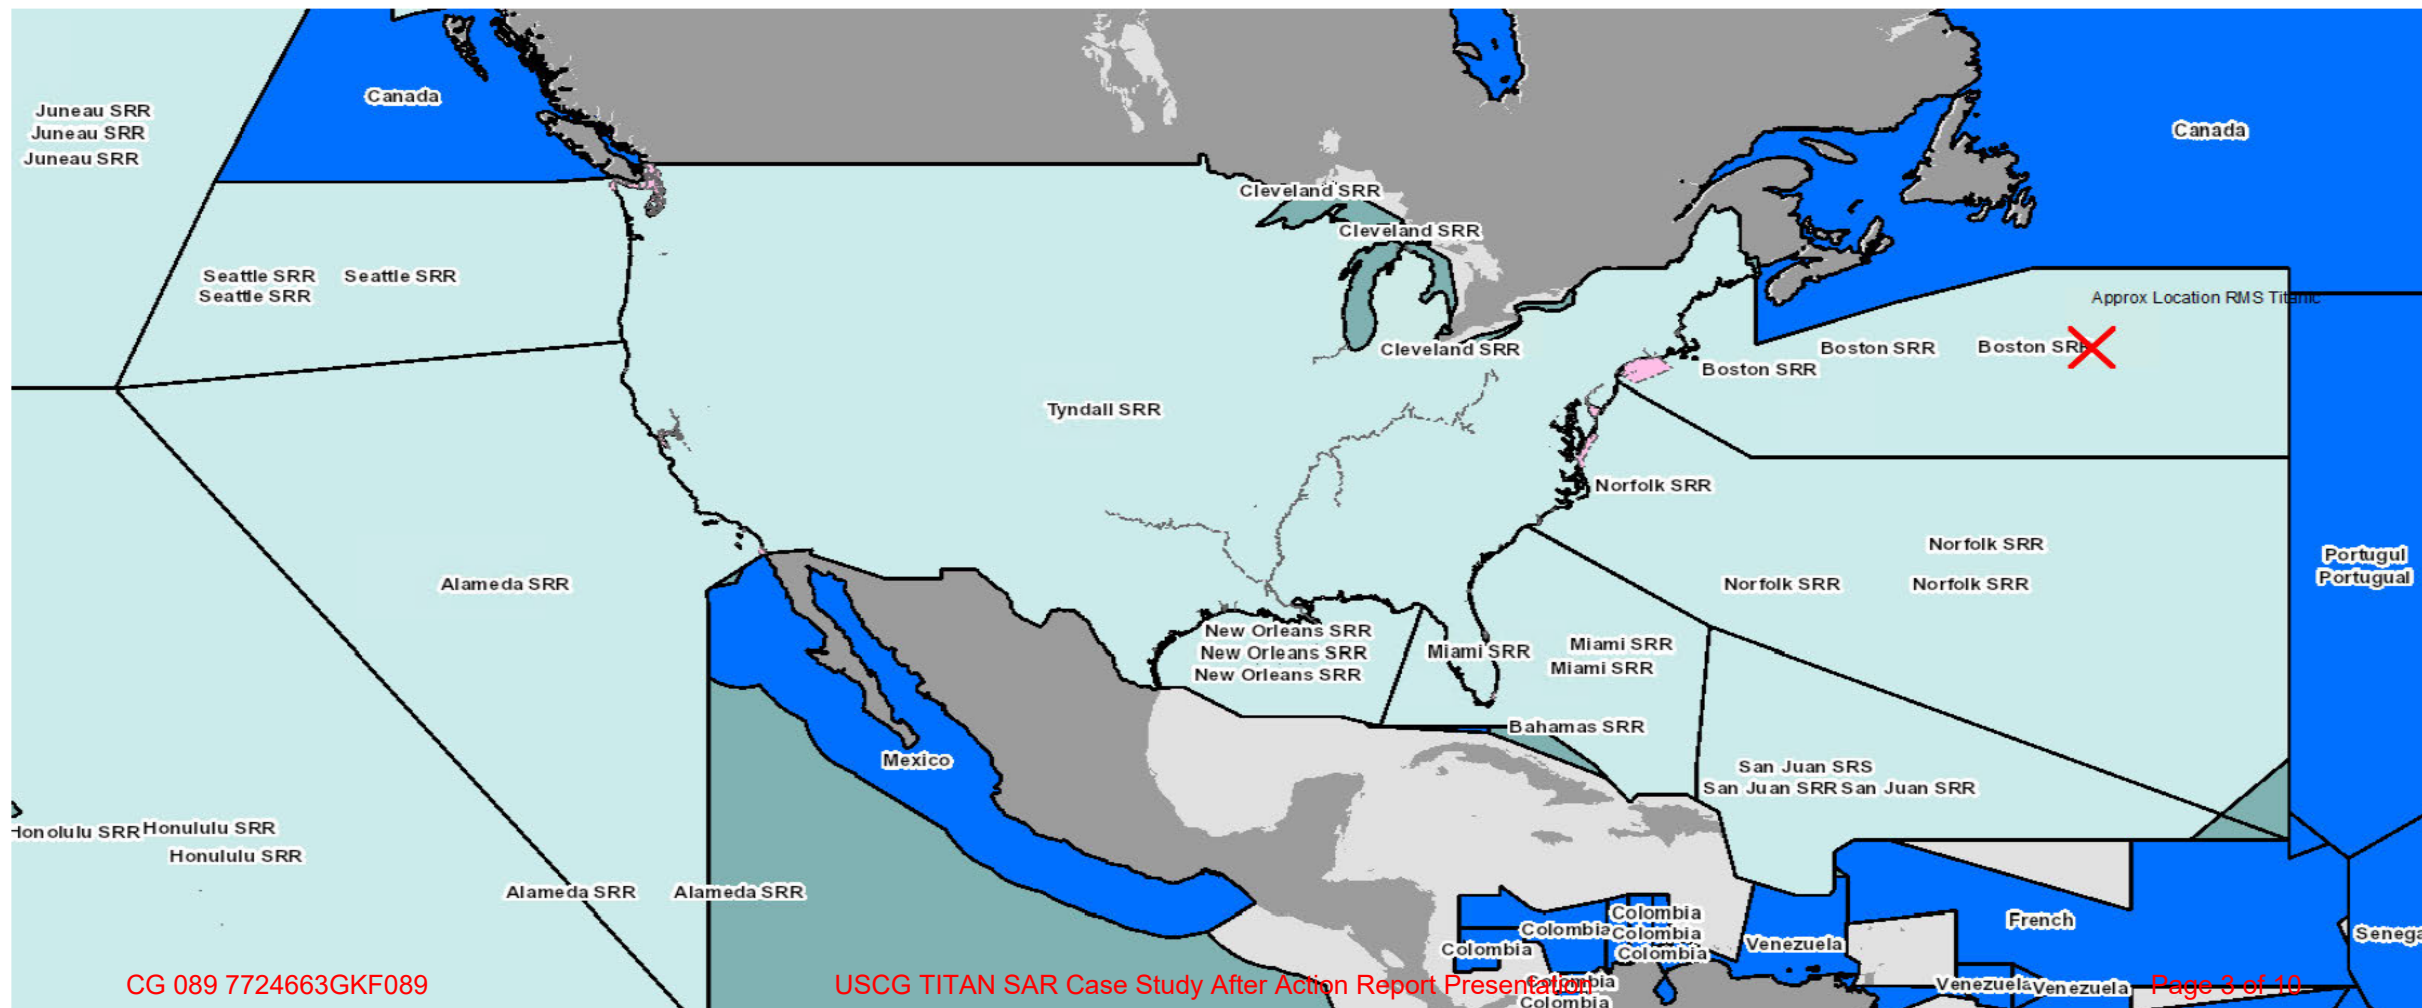 Canada
Juneau SRR
Juneau SRR
Juneau SRR
Canada
Cleveland SRR
Cleveland SRR
Seattle SRR
Seattle SRR
Seattle SRR
Approx Location RMS Titanic
Cleveland SRR
Boston SRR
Boston SRR
Boston SRR
Tyndall SRR
Norfolk SRR
Norfolk SRR
Norfolk SRR
Norfolk SRR
Portugul
Portugual
Alameda SRR
New Orleans SRR
New Orleans SRR
New Orleans SRR
Miami SRR
Miami SRR
Miami SRR
Bahamas SRR
Mexico
San Juan SRS
San Juan SRR
San Juan SRR
Honolulu SRR
Honululu SRR
Honululu SRR
Alameda SRR
Alameda SRR
Colombia
Colombia
Colombia
Colombia
Colombia
Colombia
Colombia
Venezuela
French
Senega
Venezuela
Venezuela
CG 089 7724663GKF089
USCG TITAN SAR Case Study After Action Report Presentation
Page 3 of 10